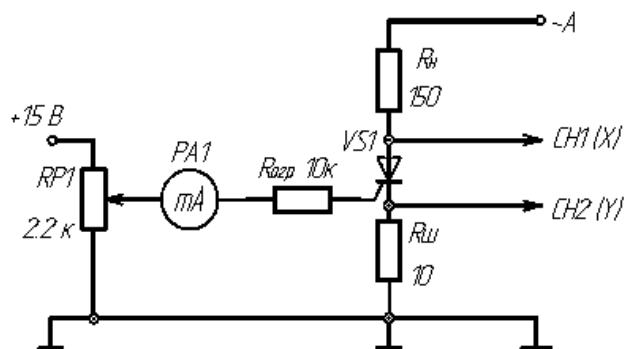 ~A
Rн
150
+15 В
VS1
CH1 (X)
PA1
Rогр 10к
RP1
mA
2.2 к
CH2 (Y)
Rш
10